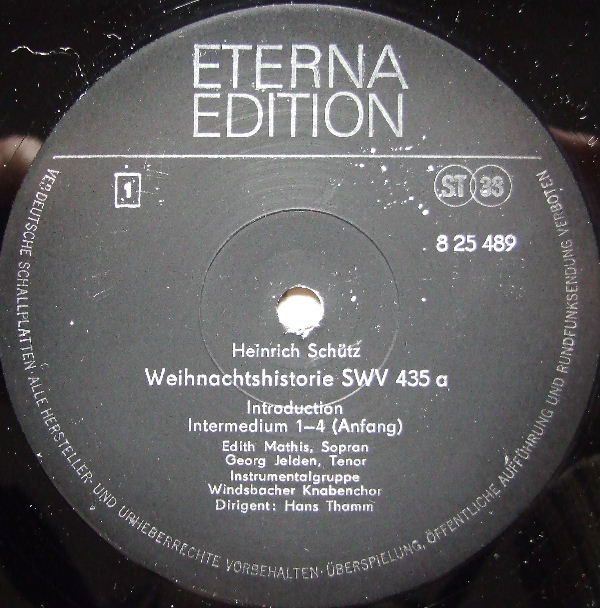 ETERNA
EDITION
1
ST 33
8 25 489
Heinrich Schütz
Weihnachtshistorie SWV 435 a
Introduction
Intermedium 1–4 (Anfang)
Edith Mathis, Sopran
Georg Jelden, Tenor
Instrumentalgruppe
Windsbacher Knabenchor
Dirigent: Hans Thamm
VEB DEUTSCHE SCHALLPLATTEN · ALLE HERSTELLER- UND URHEBERRECHTE VORBEHALTEN · ÜBERSPIELUNG, ÖFFENTLICHE AUFFÜHRUNG UND RUNDFUNKSENDUNG VERBOTEN